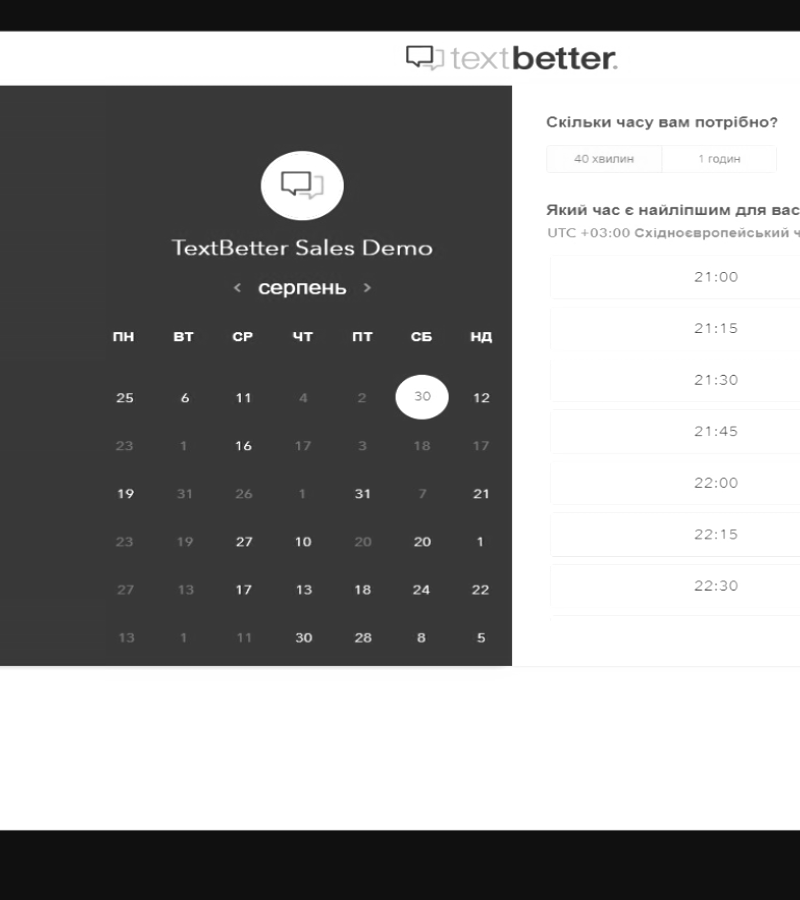 textbetter.
TextBetter Sales Demo
‹ серпень ›
ПН ВТ СР ЧТ ПТ СБ НД
25 6 11 4 2 30 12
23 1 16 17 3 18 17
19 31 26 1 31 7 21
23 19 27 10 20 20 1
27 13 17 13 18 24 22
13 1 11 30 28 8 5
Скільки часу вам потрібно?
40 хвилин 1 годин
Який час є найліпшим для вас
UTC +03:00 Східноєвропейський ч
21:00
21:15
21:30
21:45
22:00
22:15
22:30